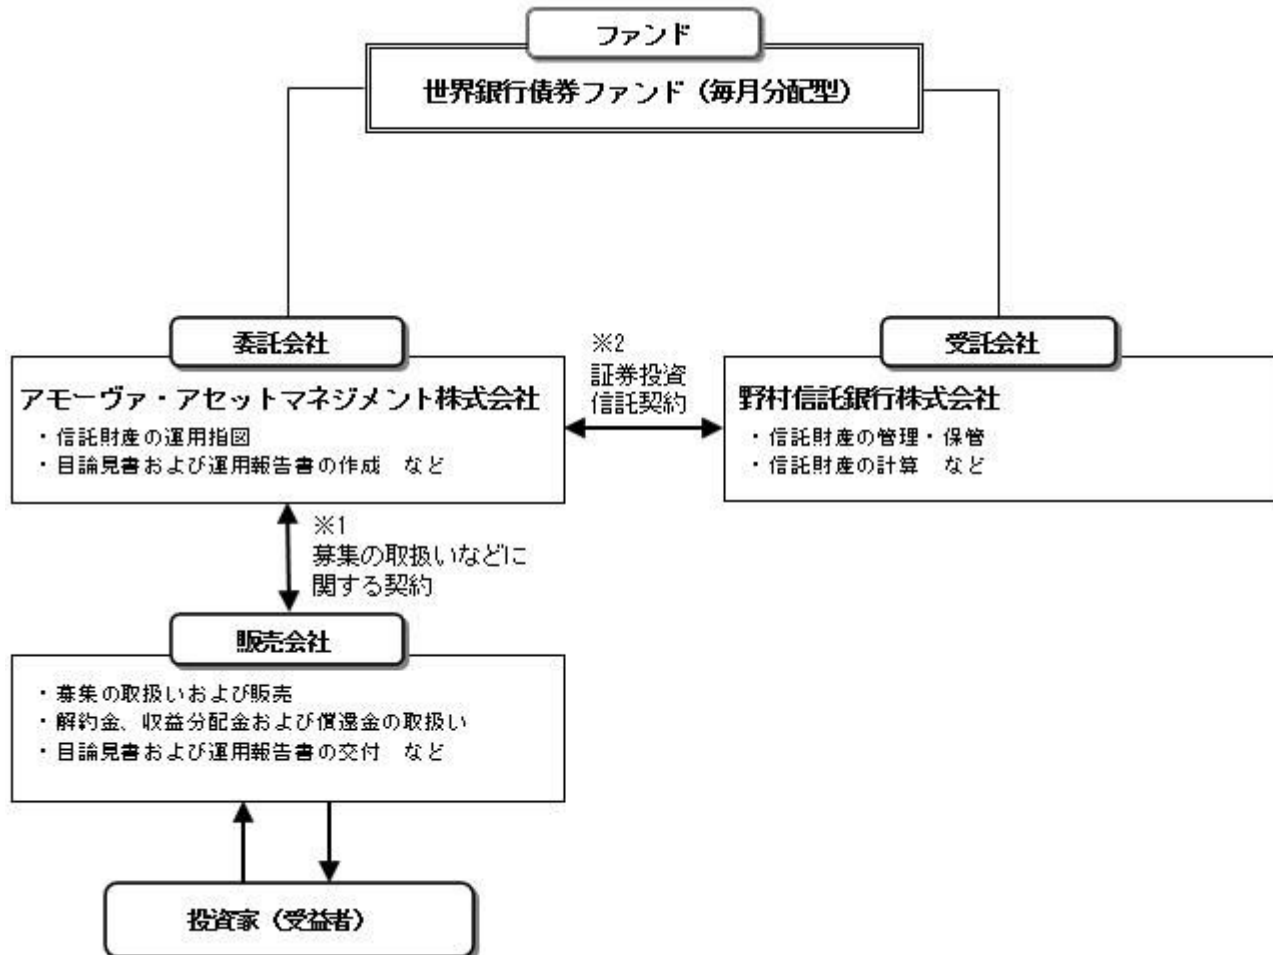 ファンド
世界銀行債券ファンド（毎月分配型）
委託会社
アモーヴァ・アセットマネジメント株式会社
・信託財産の運用指図
・目論見書および運用報告書の作成　など
※2
証券投資
信託契約
受託会社
野村信託銀行株式会社
・信託財産の管理・保管
・信託財産の計算　など
※1
募集の取扱いなどに
関する契約
販売会社
・募集の取扱いおよび販売
・解約金、収益分配金および償還金の取扱い
・目論見書および運用報告書の交付　など
投資家（受益者）